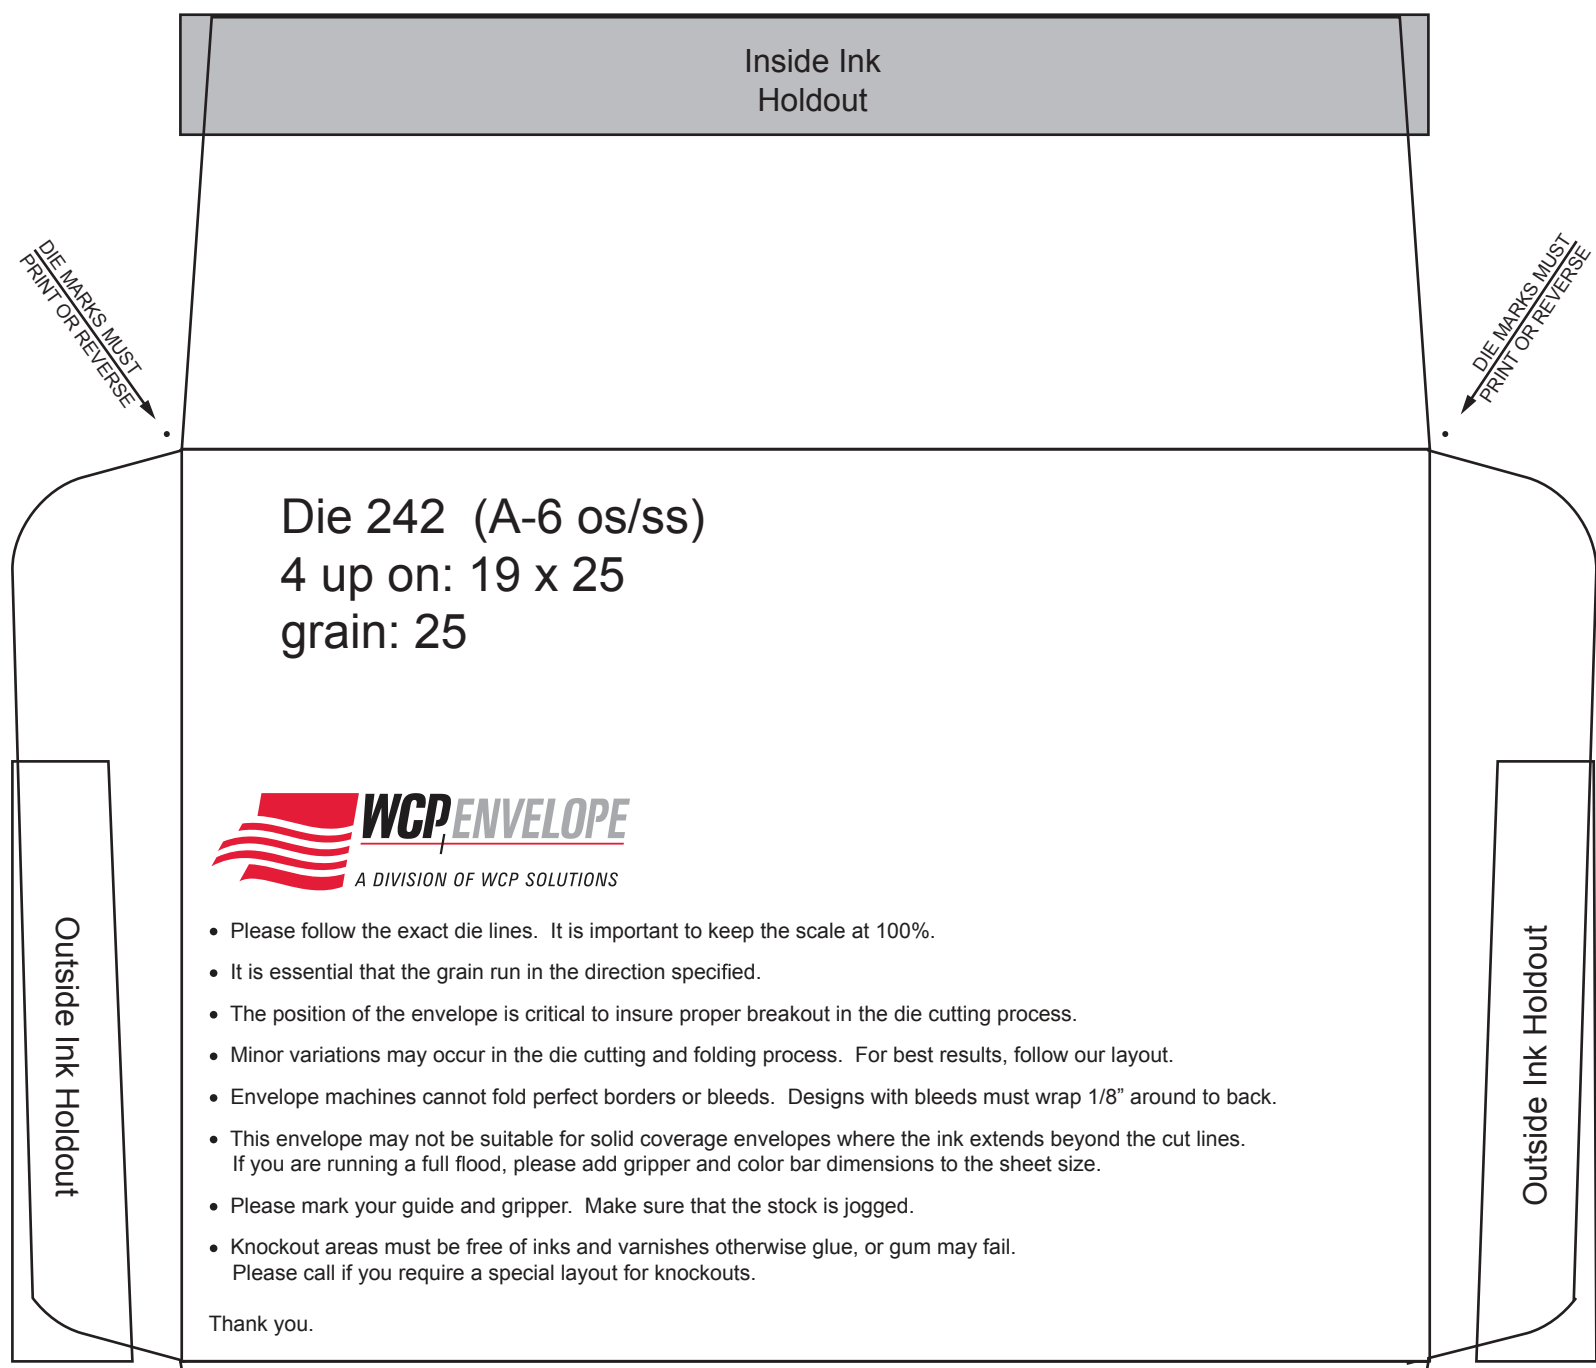 Inside Ink
Holdout
DIE MARKS MUST
PRINT OR REVERSE
DIE MARKS MUST
PRINT OR REVERSE
Die 242  (A-6 os/ss)
4 up on: 19 x 25
grain: 25
WCP ENVELOPE
A DIVISION OF WCP SOLUTIONS
• Please follow the exact die lines.  It is important to keep the scale at 100%.
• It is essential that the grain run in the direction specified.
• The position of the envelope is critical to insure proper breakout in the die cutting process.
• Minor variations may occur in the die cutting and folding process.  For best results, follow our layout.
• Envelope machines cannot fold perfect borders or bleeds.  Designs with bleeds must wrap 1/8” around to back.
• This envelope may not be suitable for solid coverage envelopes where the ink extends beyond the cut lines.
If you are running a full flood, please add gripper and color bar dimensions to the sheet size.
• Please mark your guide and gripper.  Make sure that the stock is jogged.
• Knockout areas must be free of inks and varnishes otherwise glue, or gum may fail.
Please call if you require a special layout for knockouts.
Thank you.
Outside Ink Holdout
Outside Ink Holdout